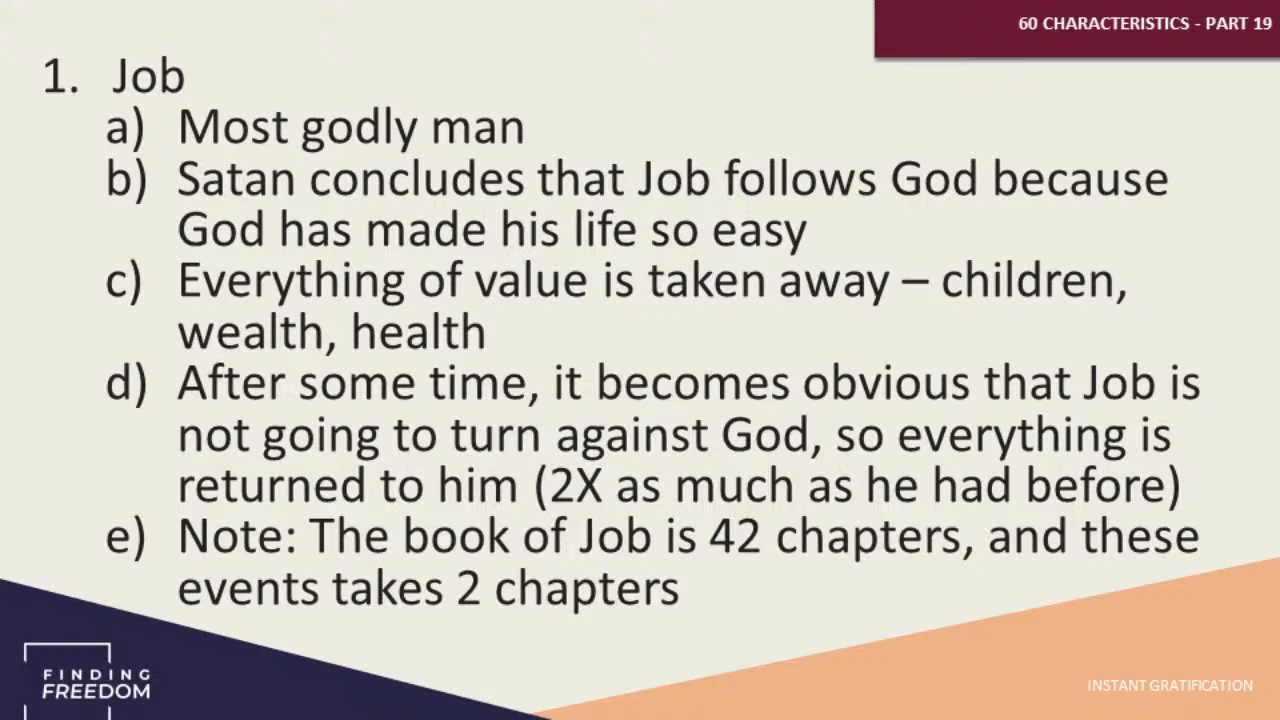 60 CHARACTERISTICS - PART 19
1. Job
a) Most godly man
b) Satan concludes that Job follows God because
God has made his life so easy
c) Everything of value is taken away – children,
wealth, health
d) After some time, it becomes obvious that Job is
not going to turn against God, so everything is
returned to him (2X as much as he had before)
e) Note: The book of Job is 42 chapters, and these
events takes 2 chapters
FINDING
FREEDOM
INSTANT GRATIFICATION